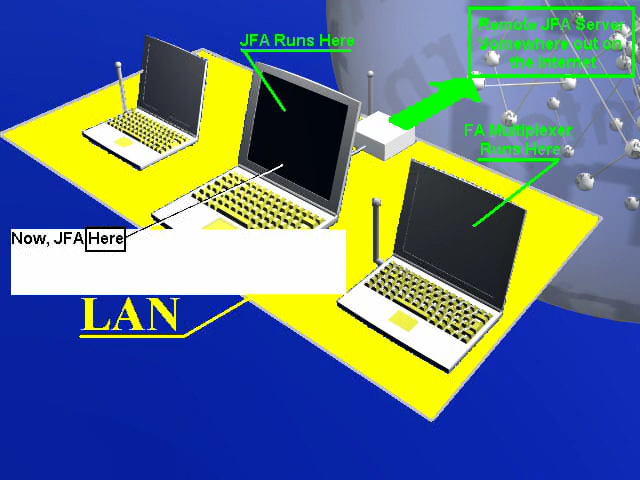 JFA Runs Here
Remote JFA Server
Somewhere out on
the Internet
FA Multiplexer
Runs Here
Now, JFA Here
LAN